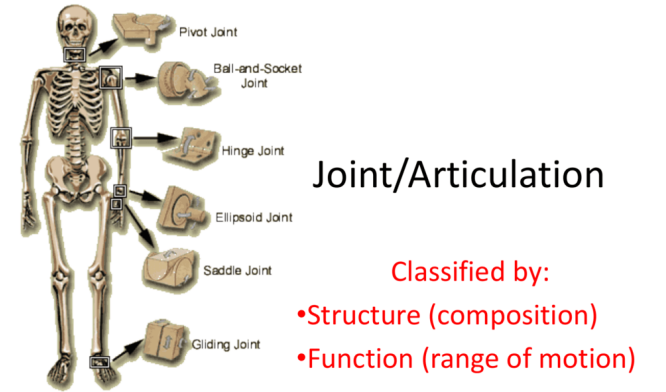 Pivot Joint
Ball-and-Socket
Joint
Hinge Joint
Ellipsoid Joint
Saddle Joint
Gliding Joint
Joint/Articulation
Classified by:
•Structure (composition)
•Function (range of motion)